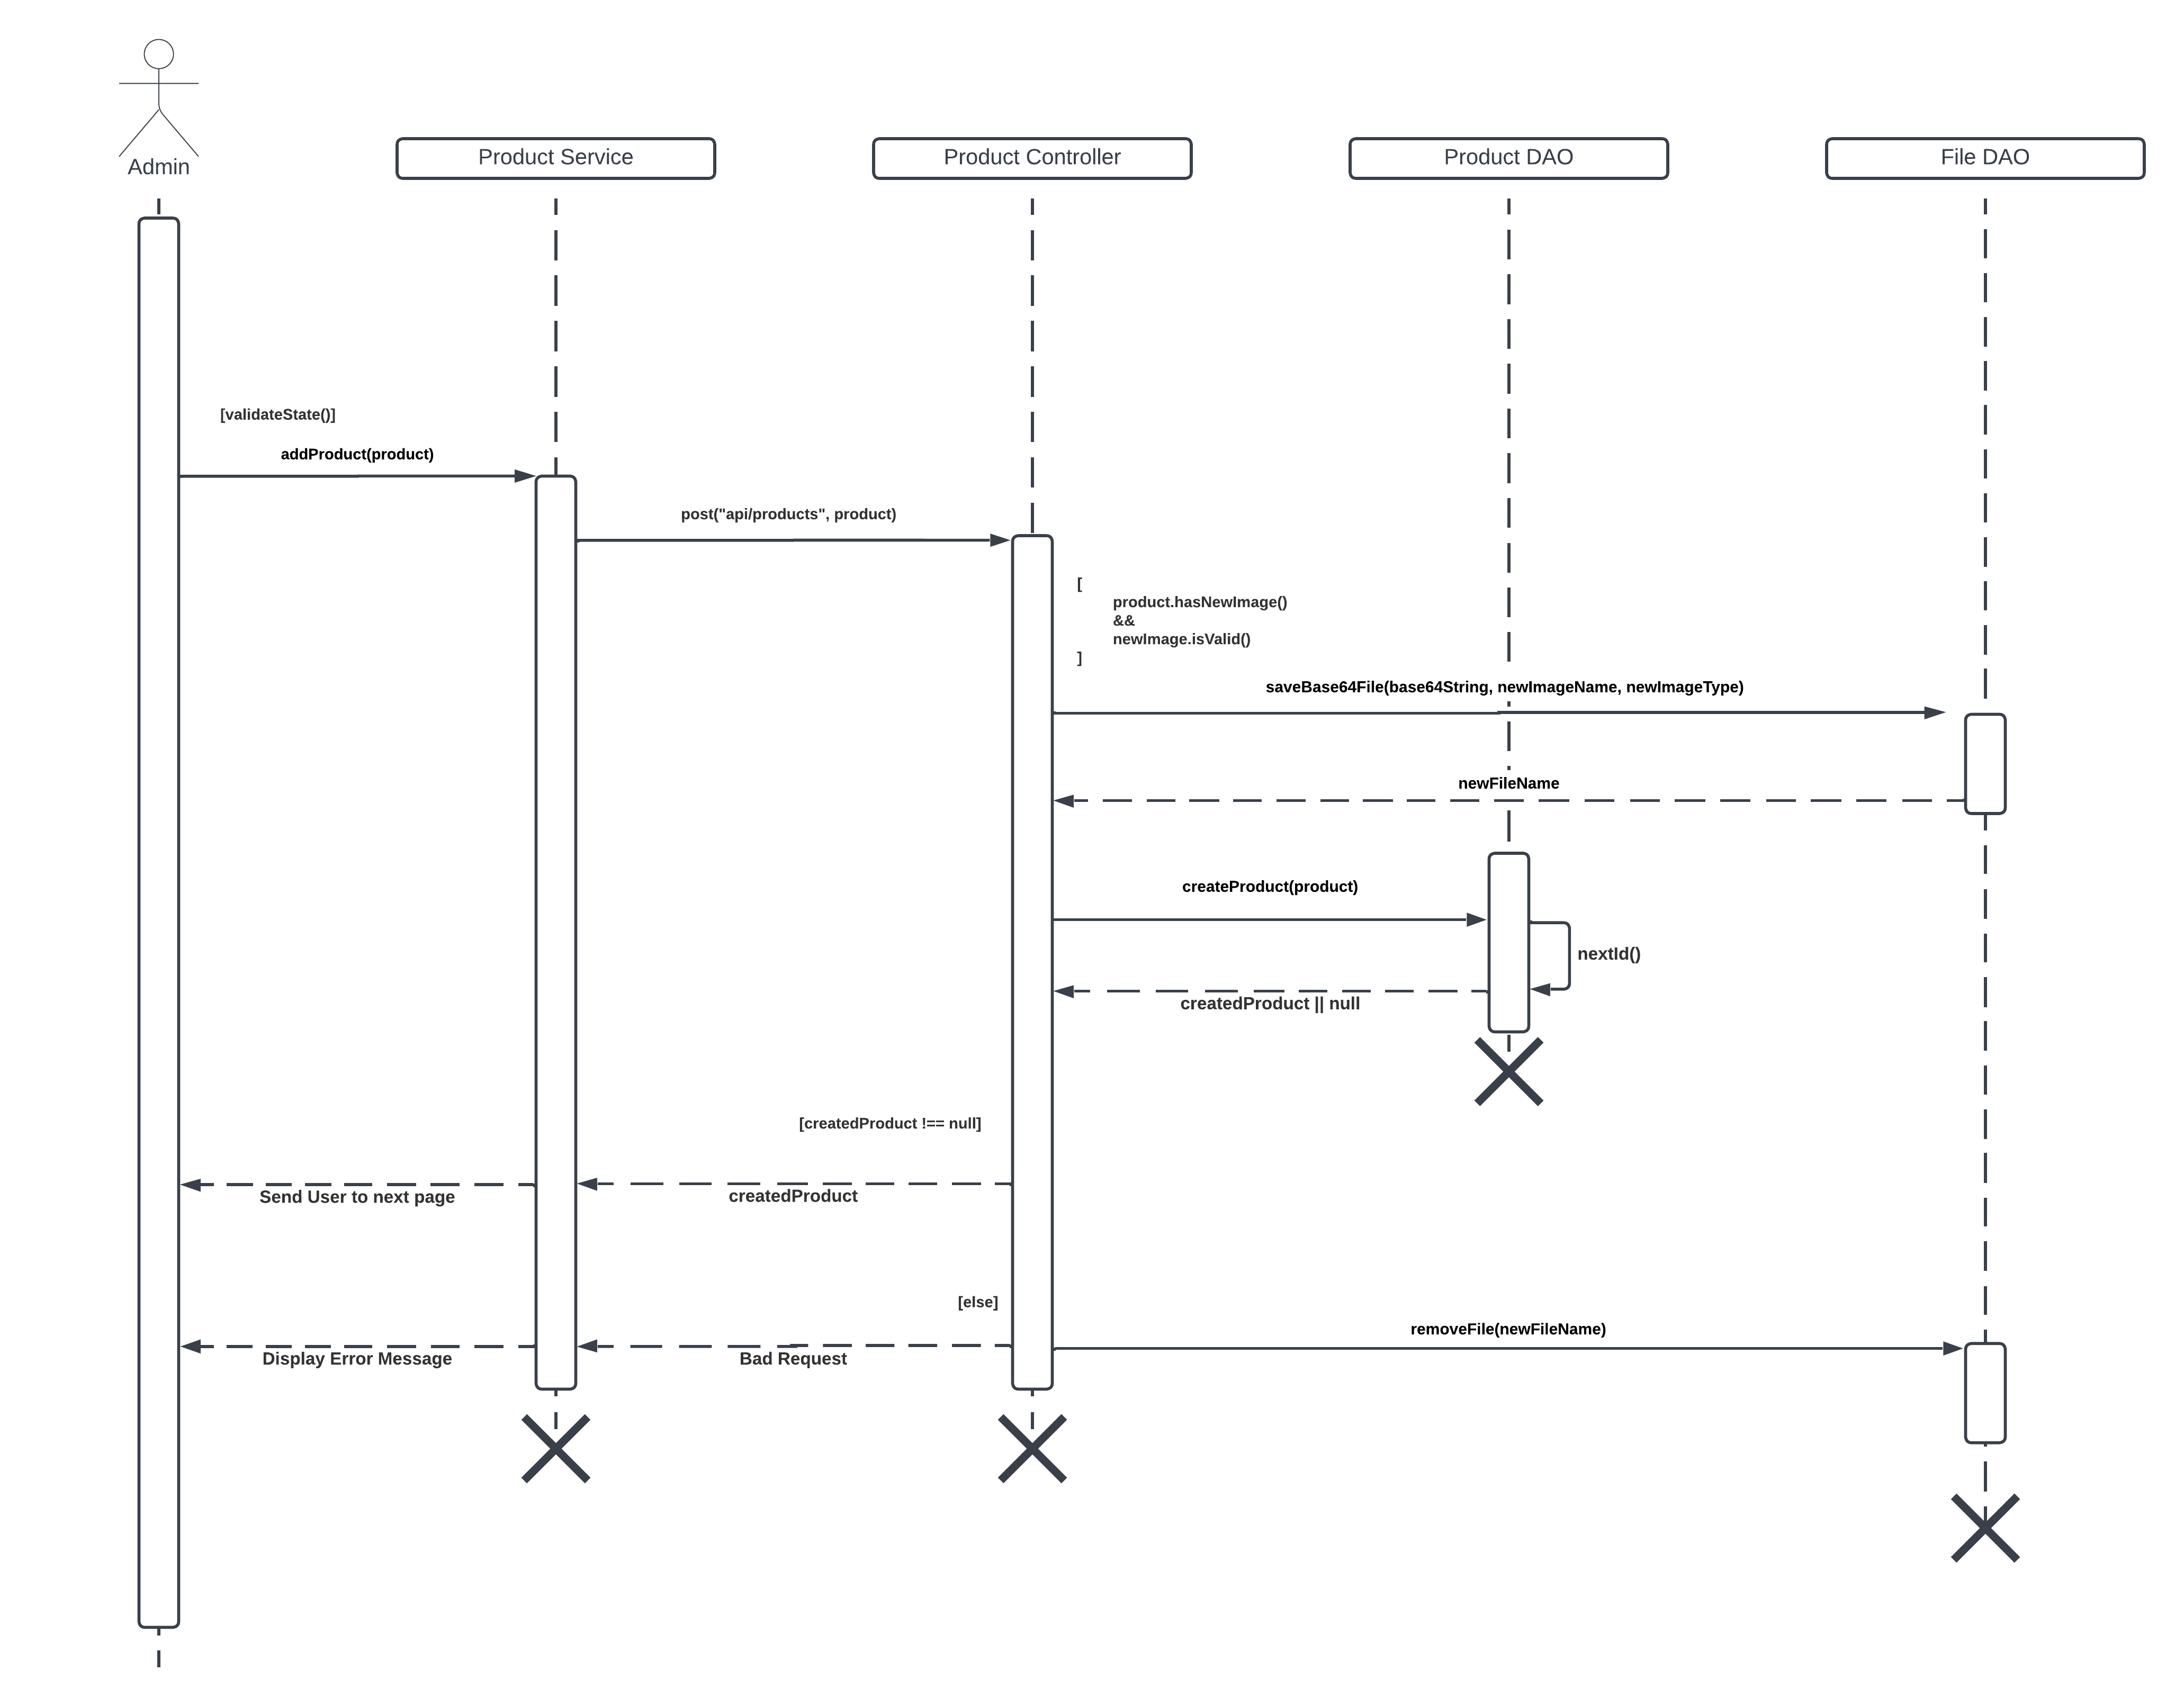 Admin
Product Service
Product Controller
Product DAO
File DAO
[validateState()]
addProduct(product)
post("api/products", product)
[
product.hasNewImage()
&&
newImage.isValid()
]
saveBase64File(base64String, newImageName, newImageType)
newFileName
createProduct(product)
nextId()
createdProduct || null
[createdProduct !== null]
Send User to next page
createdProduct
[else]
removeFile(newFileName)
Display Error Message
Bad Request